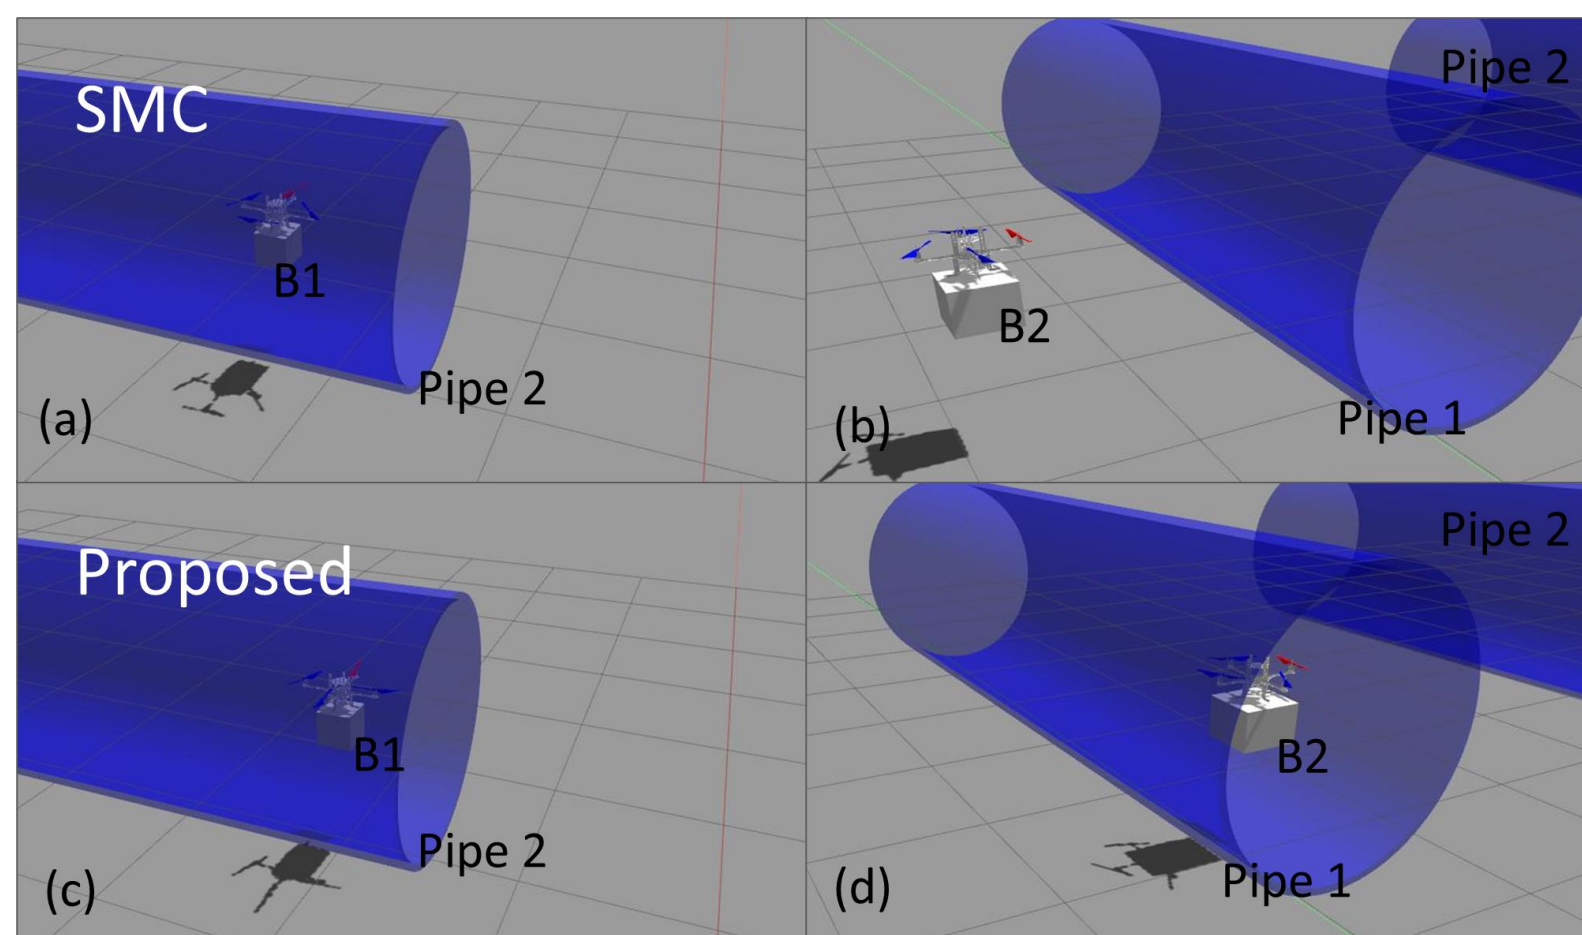 SMC
B1
Pipe 2
(a)
Pipe 2
B2
Pipe 1
(b)
Proposed
B1
Pipe 2
(c)
Pipe 2
B2
Pipe 1
(d)